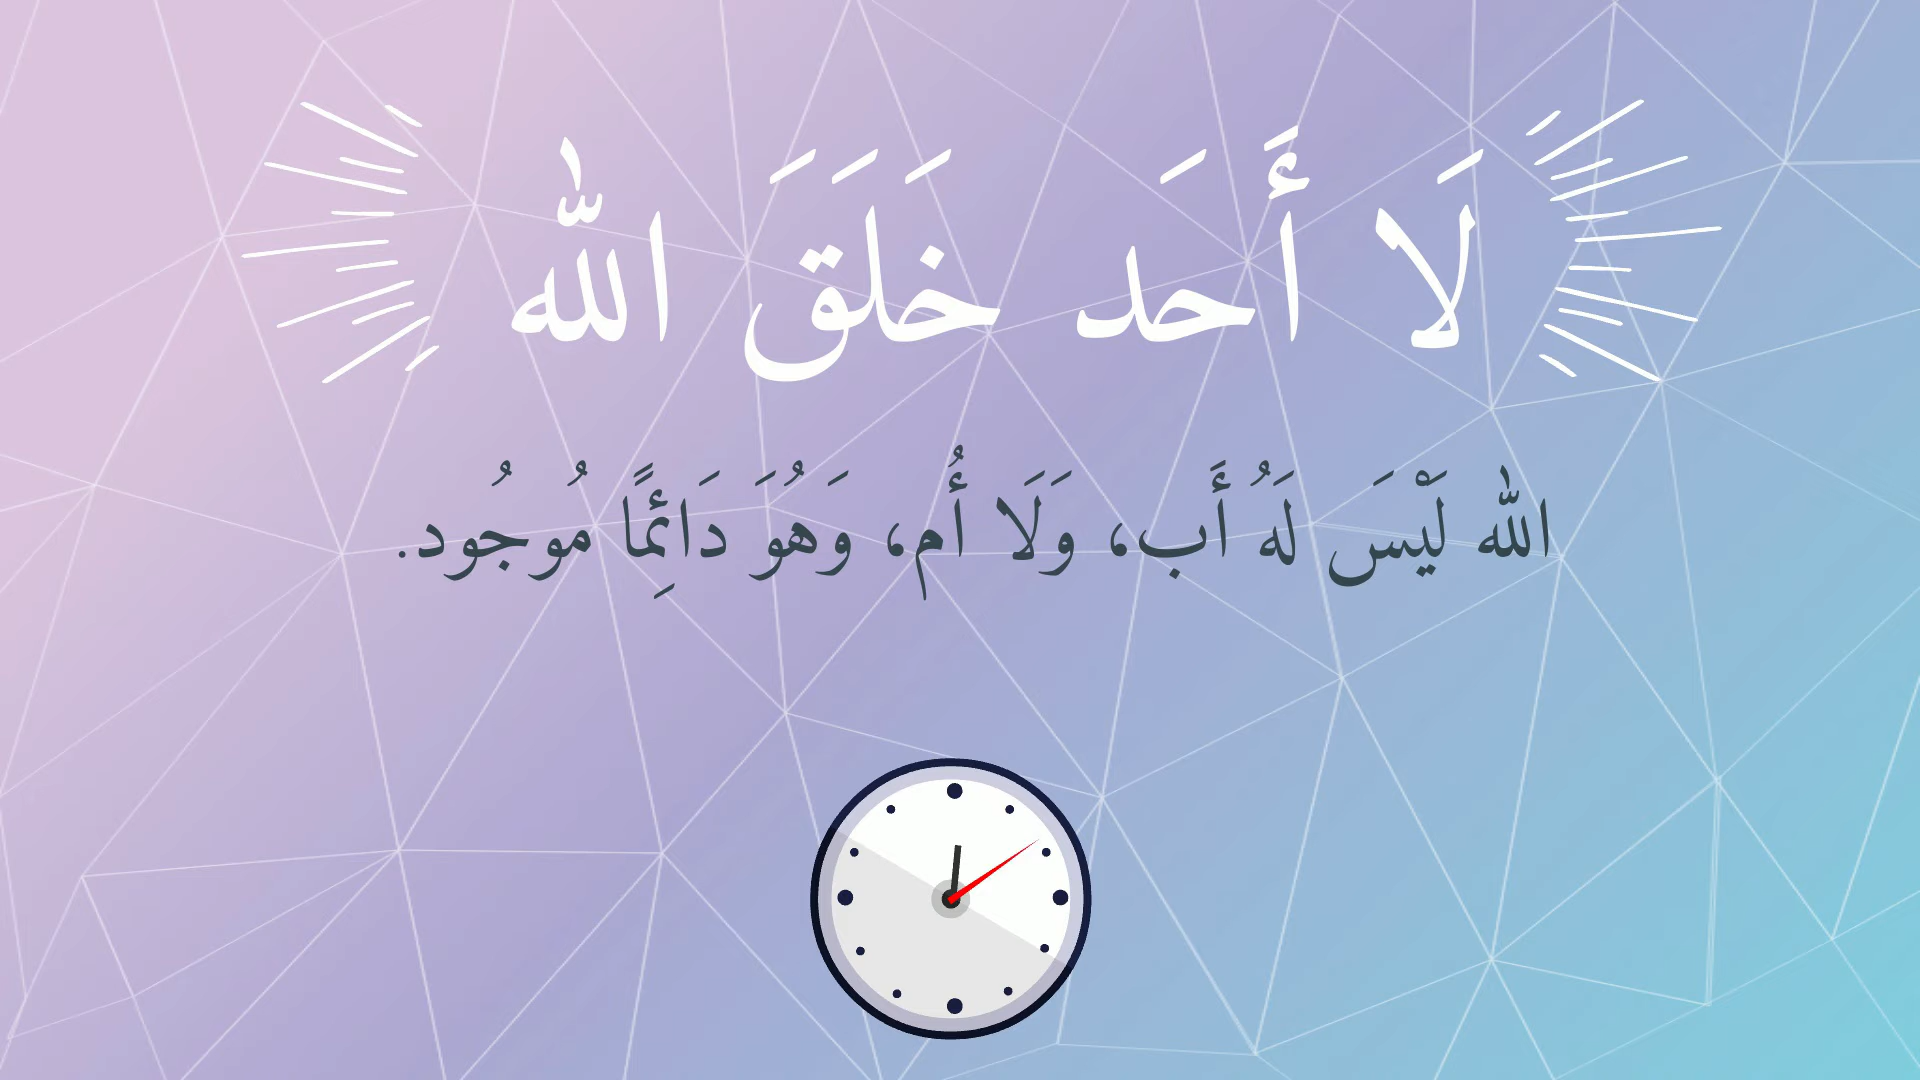 لَا أَحَد خَلَقَ اللّٰه
اللّٰه لَيْسَ لَهُ أَب، وَلَا أُم، وَهُوَ دَائِمًا مُوجُود.